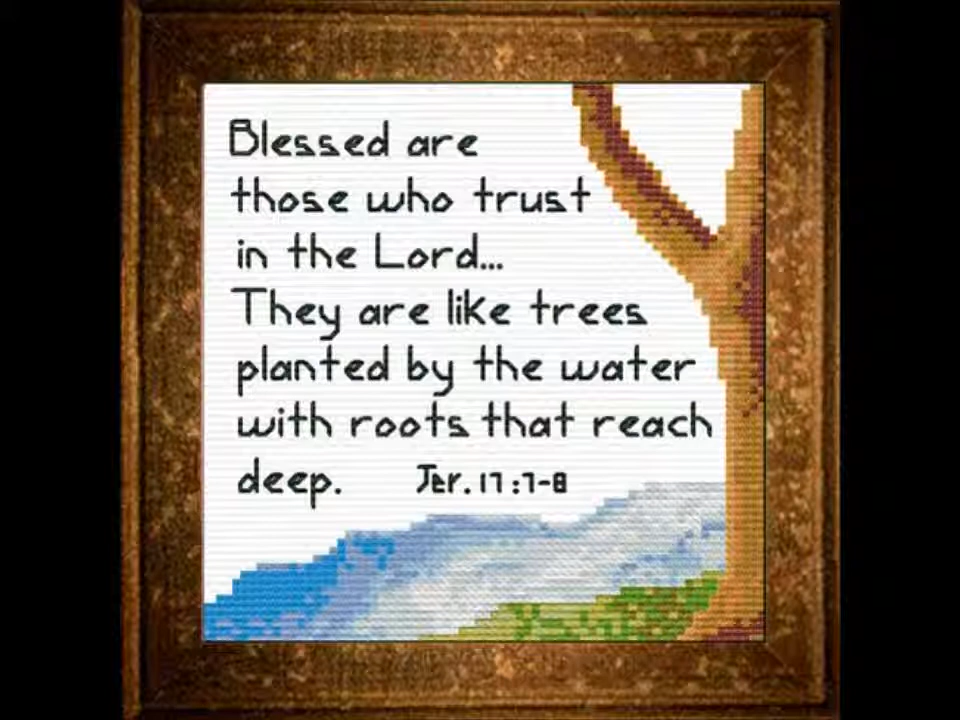 Blessed are
those who trust
in the Lord...
They are like trees
planted by the water
with roots that reach
deep. Jer. 17:7-8